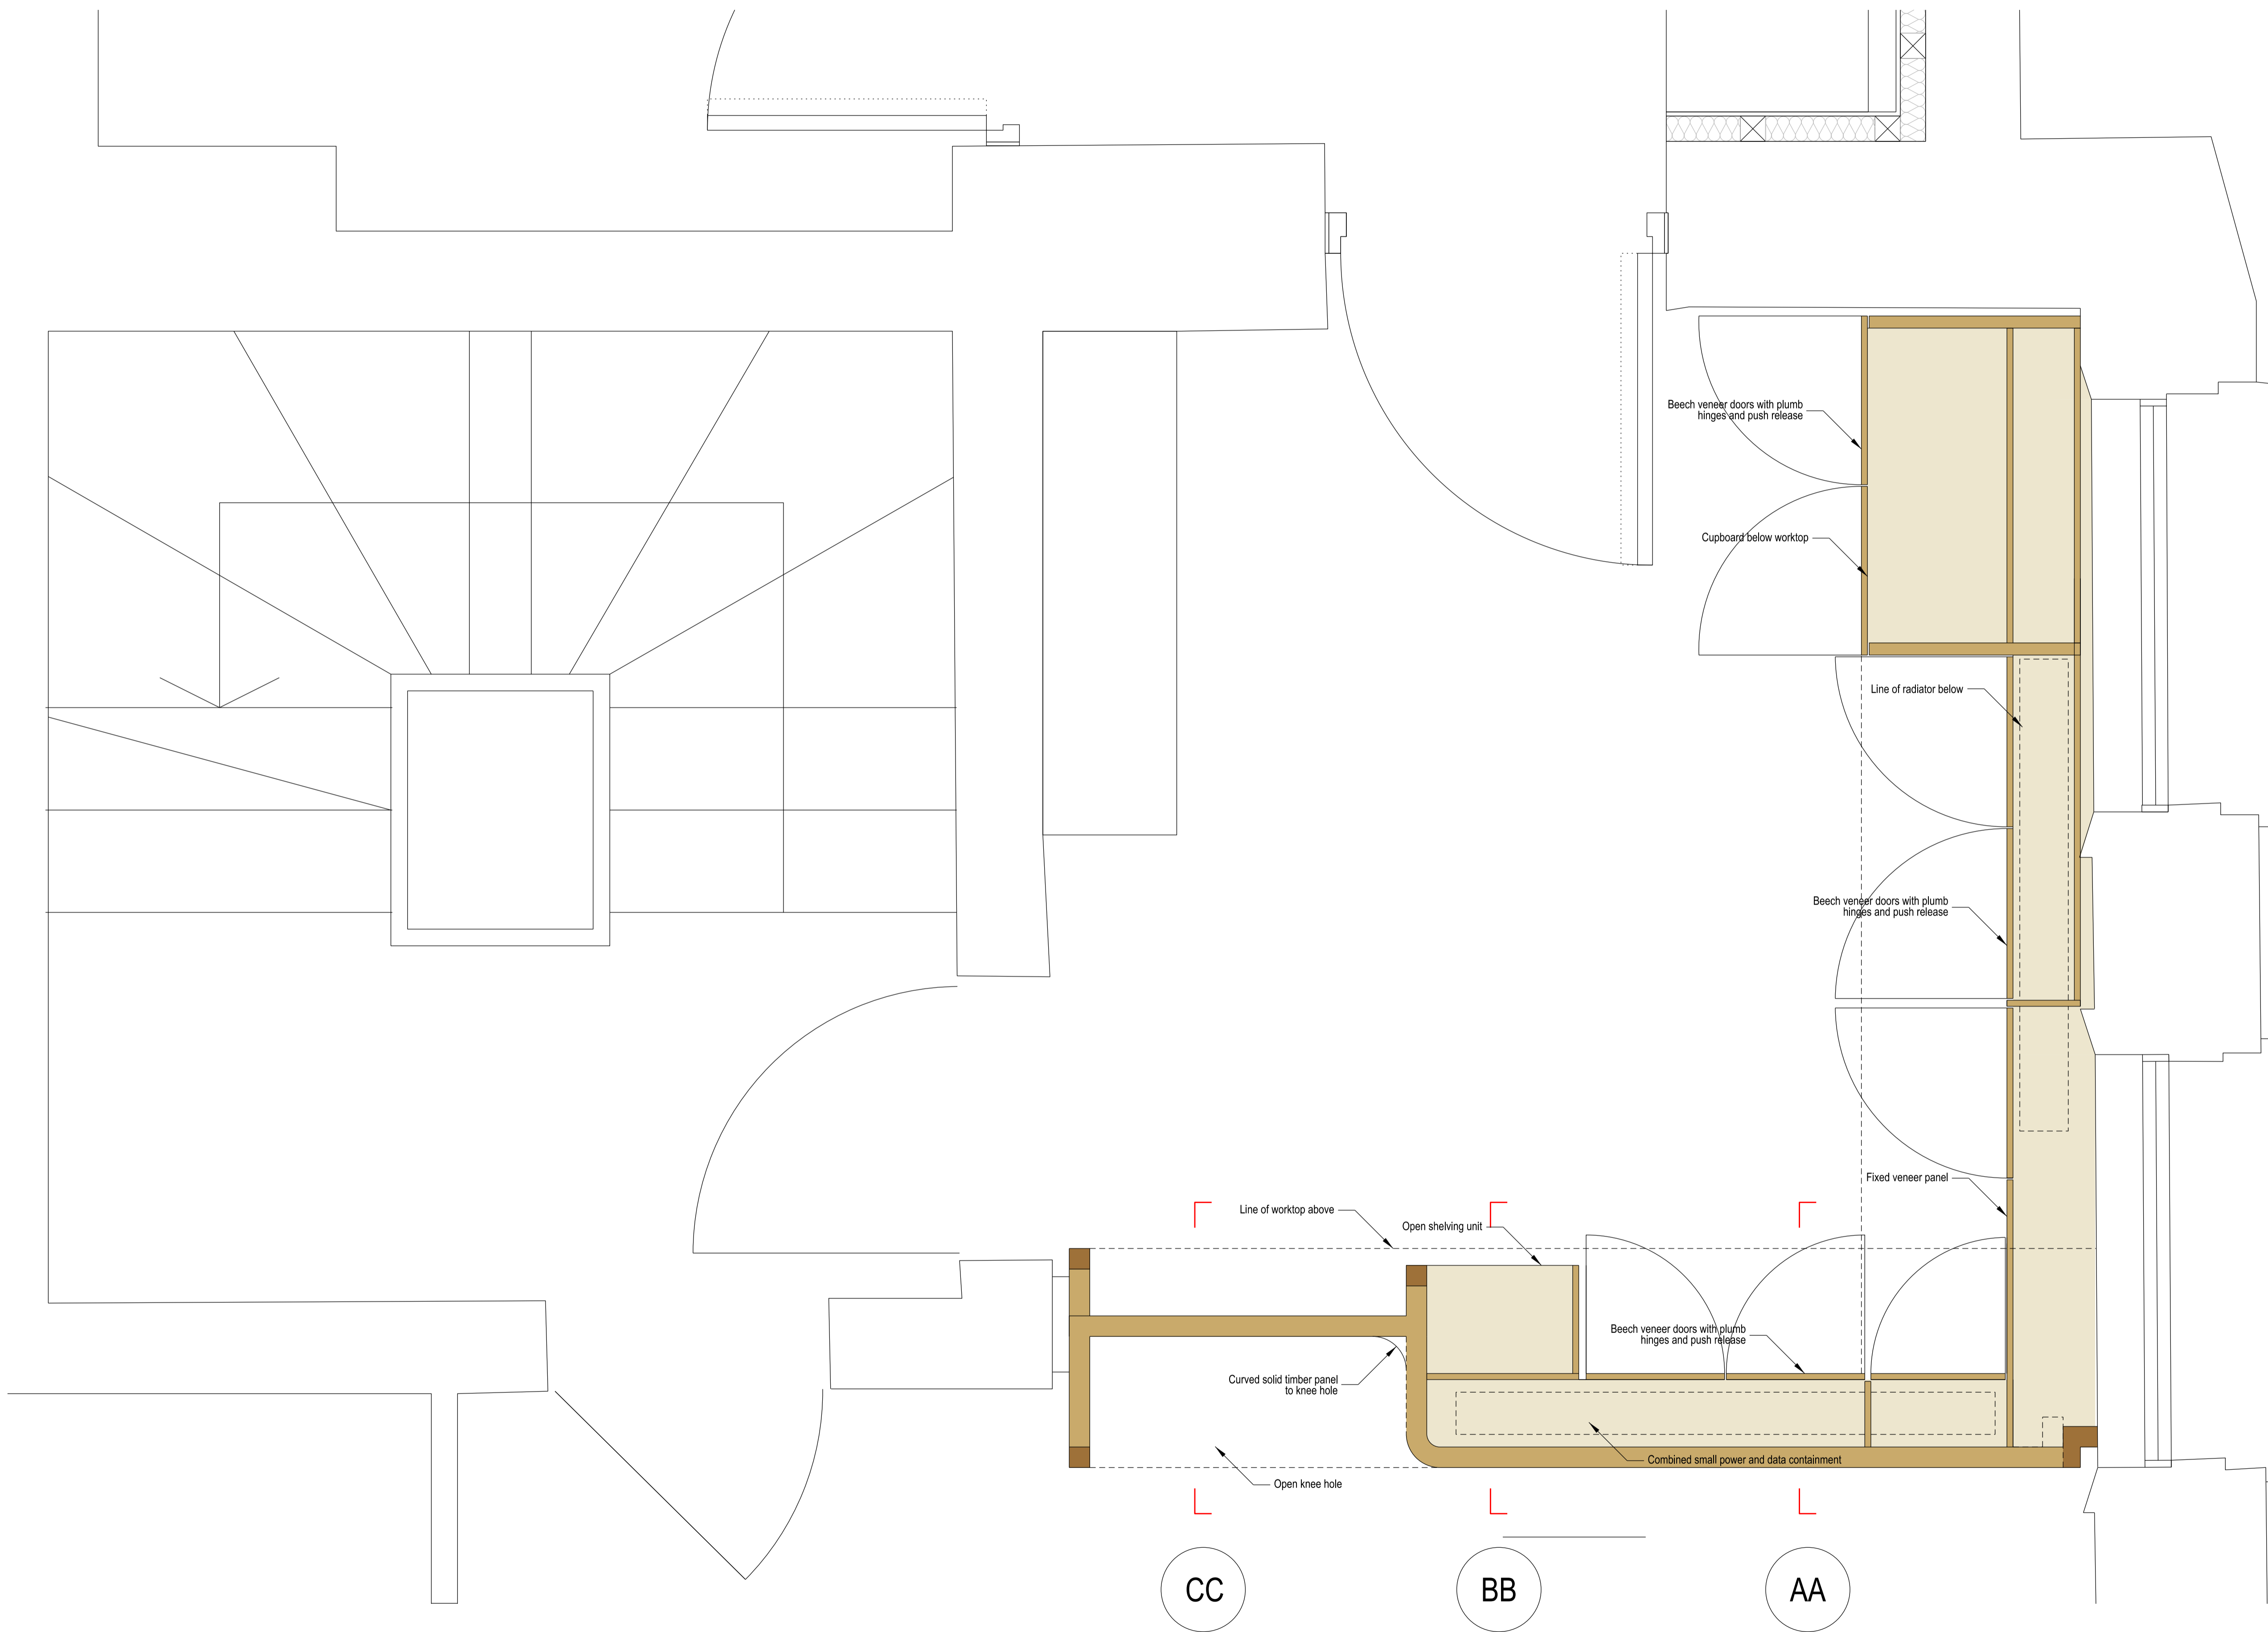 Beech veneer doors with plumb
hinges and push release
Cupboard below worktop
Line of radiator below
Beech veneer doors with plumb
hinges and push release
Fixed veneer panel
Line of worktop above
Open shelving unit
Beech veneer doors with plumb
hinges and push release
Curved solid timber panel
to knee hole
Combined small power and data containment
Open knee hole
CC
BB
AA